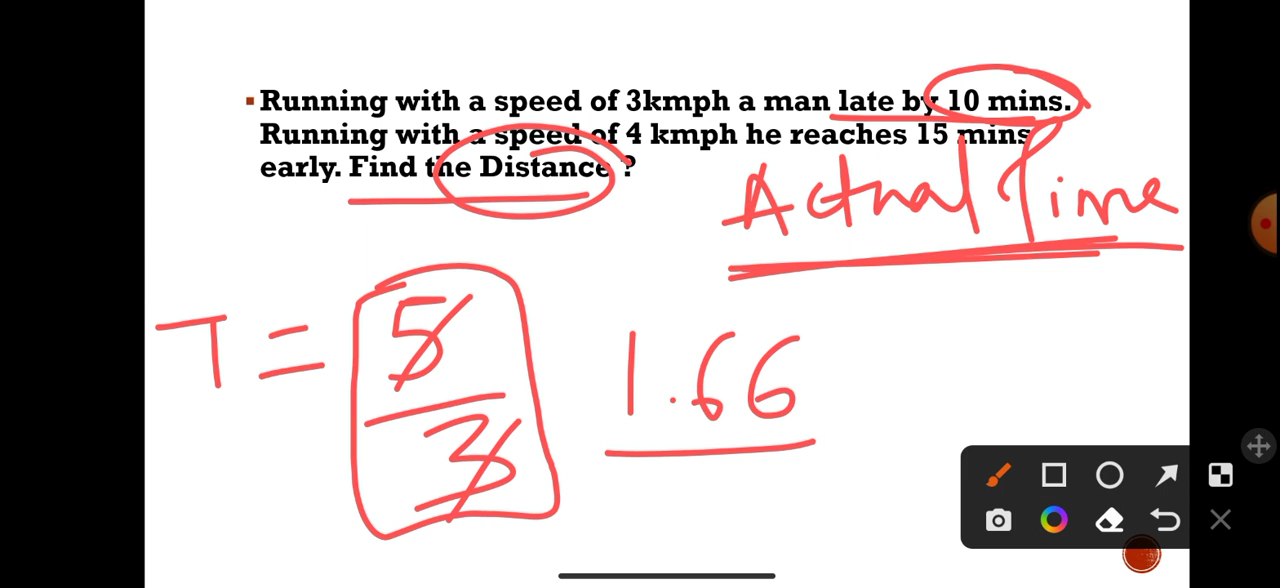 Running with a speed of 3kmph a man late by 10 mins.
Running with a speed of 4 kmph he reaches 15 mins
early. Find the Distance ?
Actual Time
T = 5/3 1.66